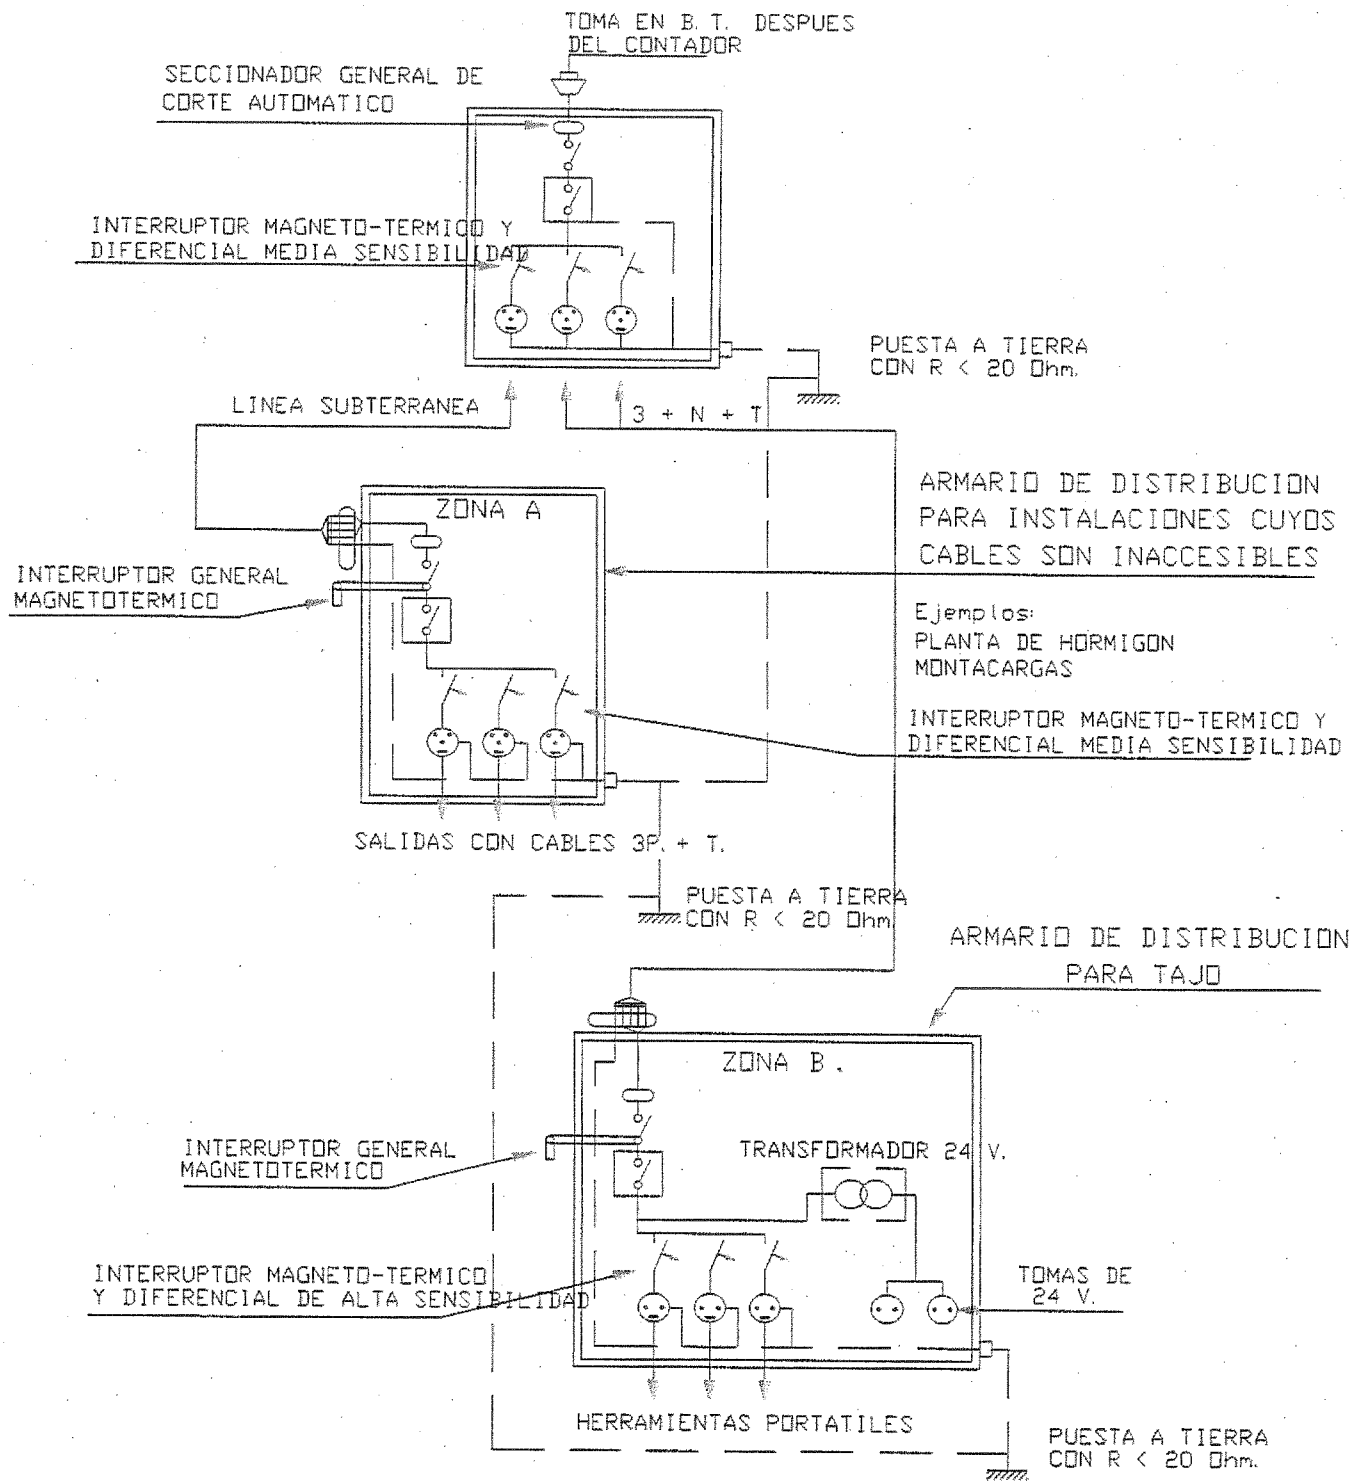 TOMA EN B. T. DESPUES
DEL CONTADOR
SECCIONADOR GENERAL DE
CORTE AUTOMATICO
INTERRUPTOR MAGNETO-TERMICO Y
DIFERENCIAL MEDIA SENSIBILIDAD
PUESTA A TIERRA
CON R < 20 Ohm.
LINEA SUBTERRANEA
3 + N + T
ZONA A
ARMARIO DE DISTRIBUCION
PARA INSTALACIONES CUYOS
CABLES SON INACCESIBLES
INTERRUPTOR GENERAL
MAGNETOTERMICO
Ejemplos:
PLANTA DE HORMIGON
MONTACARGAS
INTERRUPTOR MAGNETO-TERMICO Y
DIFERENCIAL MEDIA SENSIBILIDAD
SALIDAS CON CABLES 3P. + T.
PUESTA A TIERRA
CON R < 20 Ohm.
ARMARIO DE DISTRIBUCION
PARA TAJO
ZONA B.
INTERRUPTOR GENERAL
MAGNETOTERMICO
TRANSFORMADOR 24 V.
INTERRUPTOR MAGNETO-TERMICO
Y DIFERENCIAL DE ALTA SENSIBILIDAD
TOMAS DE
24 V.
HERRAMIENTAS PORTATILES
PUESTA A TIERRA
CON R < 20 Ohm.